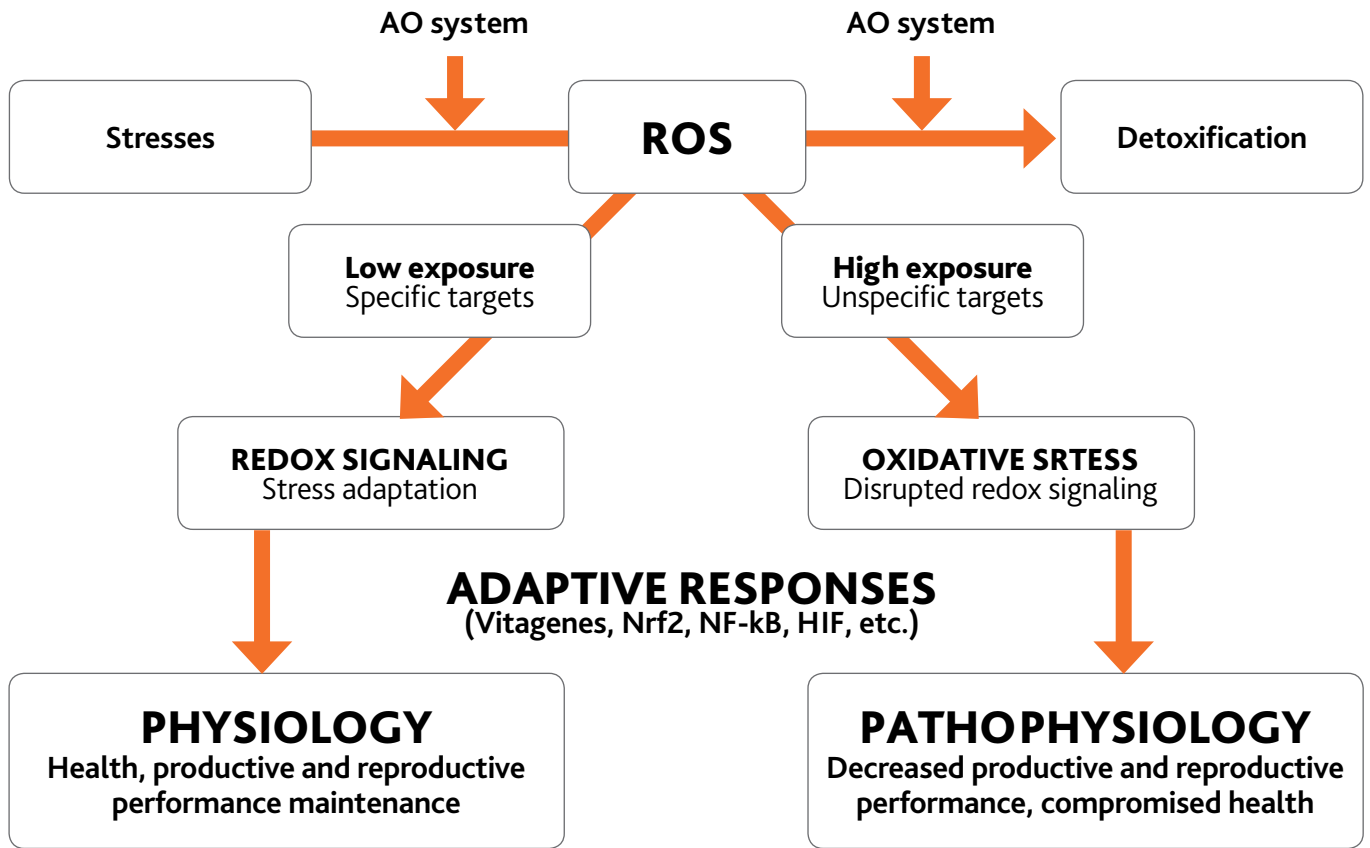 AO system
AO system
Stresses
ROS
Detoxification
Low exposure
Specific targets
High exposure
Unspecific targets
REDOX SIGNALING
Stress adaptation
OXIDATIVE SRTESS
Disrupted redox signaling
ADAPTIVE RESPONSES
(Vitagenes, Nrf2, NF-kB, HIF, etc.)
PHYSIOLOGY
Health, productive and reproductive
performance maintenance
PATHOPHYSIOLOGY
Decreased productive and reproductive
performance, compromised health